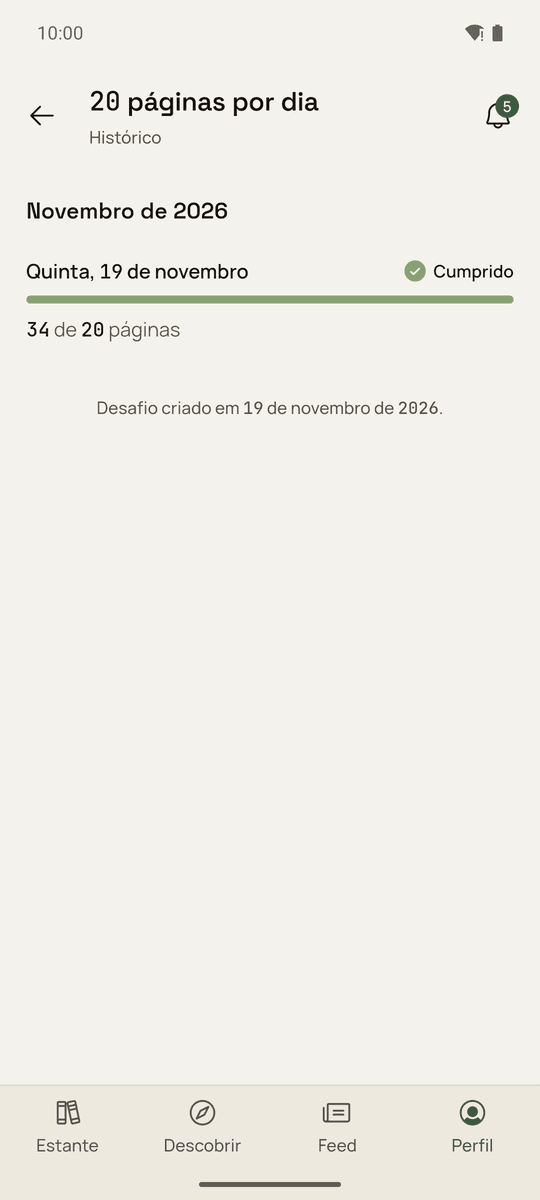 10:00
20 páginas por dia
5
Histórico
Novembro de 2026
Quinta, 19 de novembro
Cumprido
34 de 20 páginas
Desafio criado em 19 de novembro de 2026.
Estante
Descobrir
Feed
Perfil